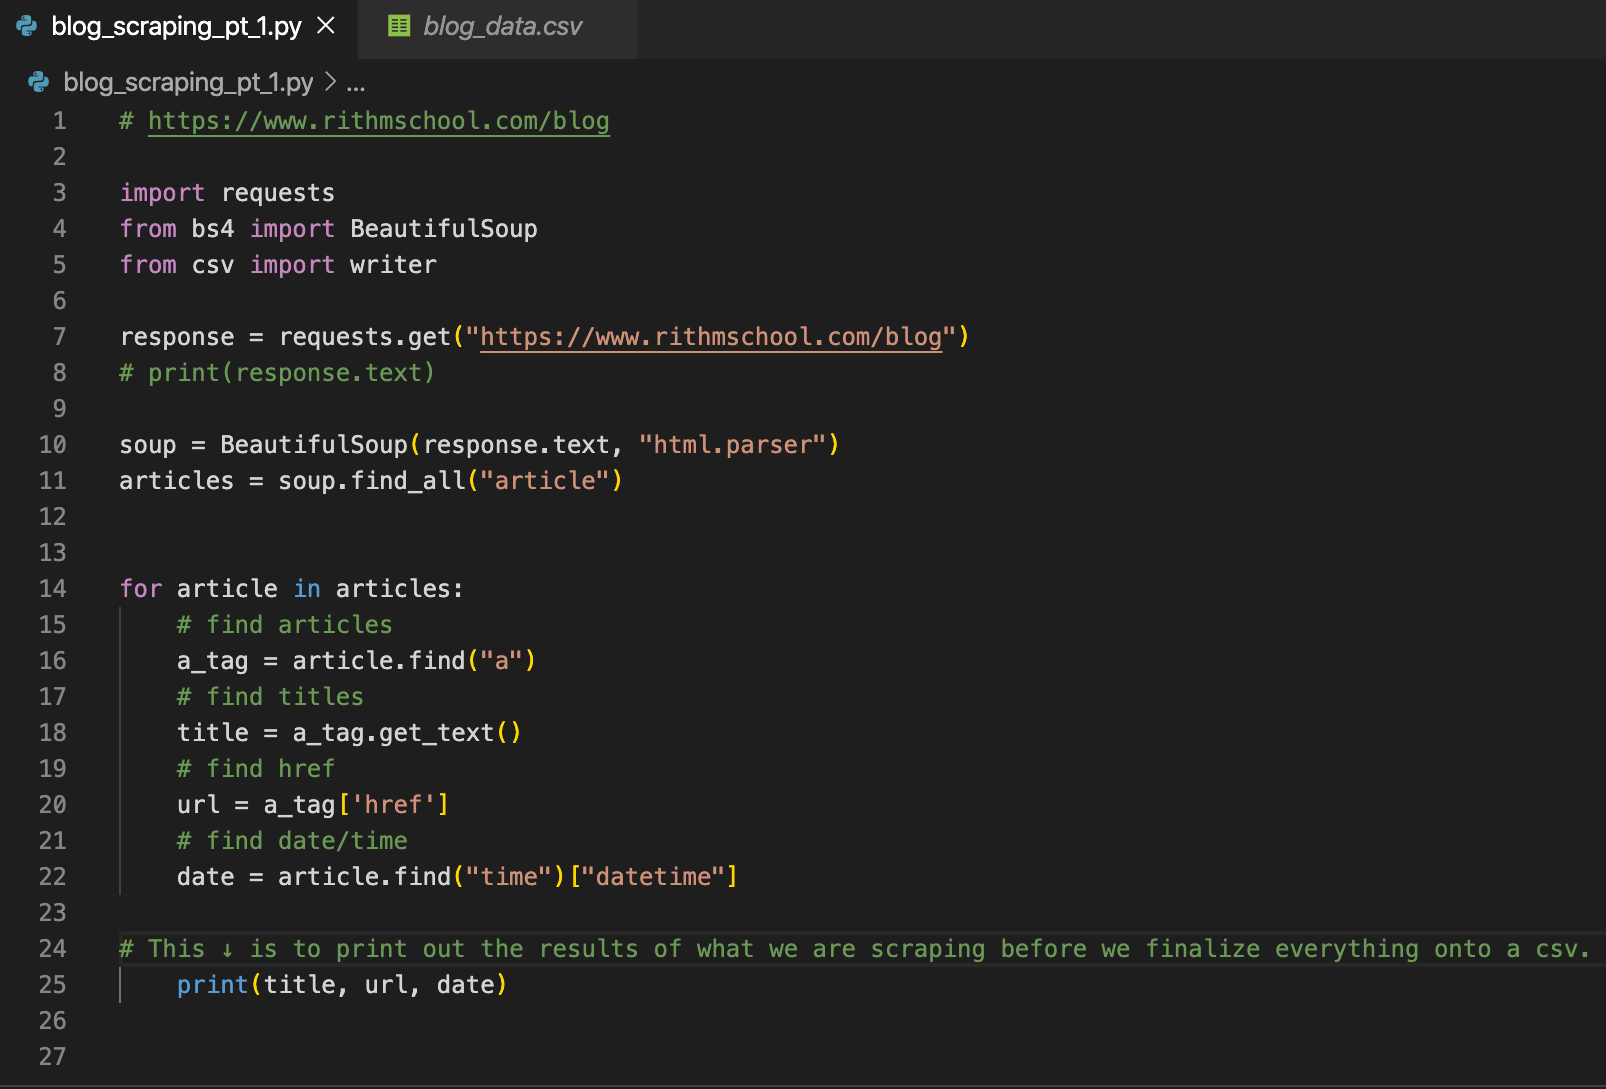 blog_scraping_pt_1.py × blog_data.csv
blog_scraping_pt_1.py > ...
1 # https://www.rithmschool.com/blog
2
3 import requests
4 from bs4 import BeautifulSoup
5 from csv import writer
6
7 response = requests.get("https://www.rithmschool.com/blog")
8 # print(response.text)
9
10 soup = BeautifulSoup(response.text, "html.parser")
11 articles = soup.find_all("article")
12
13
14 for article in articles:
15     # find articles
16     a_tag = article.find("a")
17     # find titles
18     title = a_tag.get_text()
19     # find href
20     url = a_tag['href']
21     # find date/time
22     date = article.find("time")["datetime"]
23
24 # This ↓ is to print out the results of what we are scraping before we finalize everything onto a csv.
25     print(title, url, date)
26
27